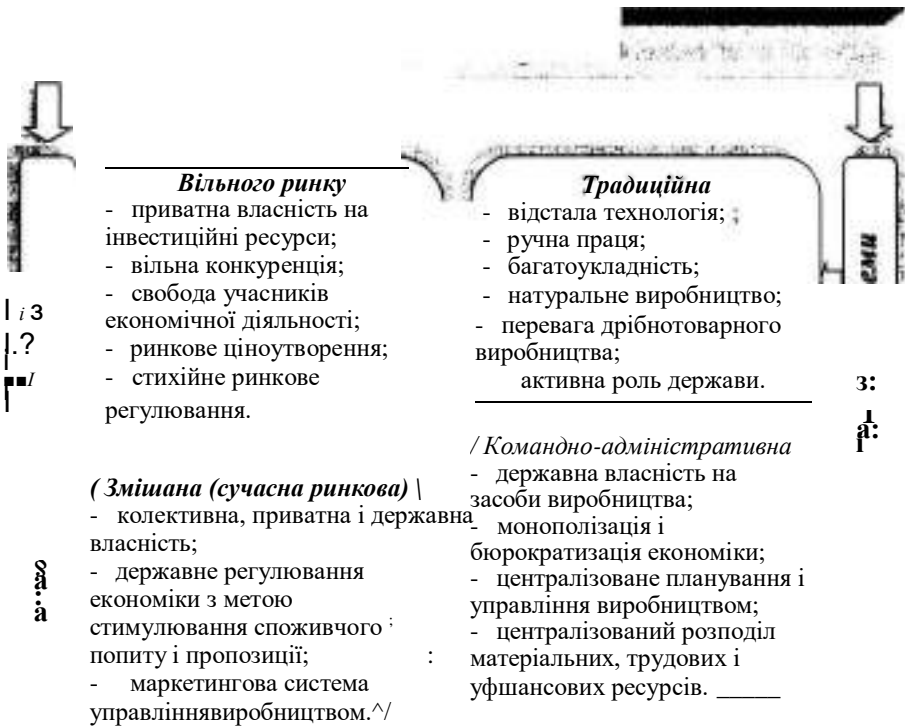 Вільного ринку
- приватна власність на
інвестиційні ресурси;
- вільна конкуренція;
- свобода учасників
економічної діяльності;
- ринкове ціноутворення;
- стихійне ринкове
регулювання.
( Змішана (сучасна ринкова) \
- колективна, приватна і державна
власність;
- державне регулювання
економіки з метою
стимулювання споживчого ;
попиту і пропозиції; :
- маркетингова система
управліннявиробництвом.^/
Традиційна
- відстала технологія; ;
- ручна праця;
- багатоукладність;
- натуральне виробництво;
- перевага дрібнотоварного
виробництва;
активна роль держави.
/ Командно-адміністративна
- державна власність на
засоби виробництва;
- монополізація і
бюрократизація економіки;
- централізоване планування і
управління виробництвом;
- централізований розподіл
матеріальних, трудових і
уфшансових ресурсів. _____
еми
І і З
І.?
■■І
з: